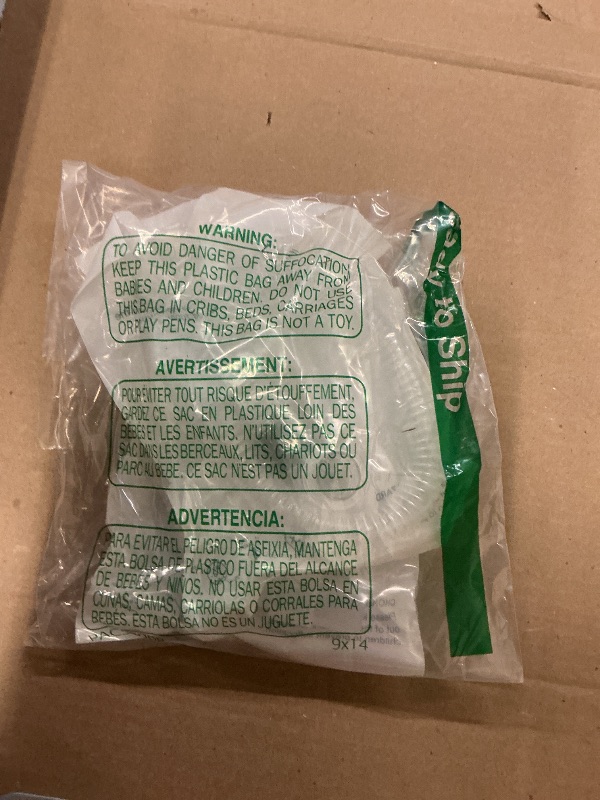 WARNING:
TO AVOID DANGER OF SUFFOCATION,
KEEP THIS PLASTIC BAG AWAY FROM
BABIES AND CHILDREN. DO NOT USE
THIS BAG IN CRIBS, BEDS, CARRIAGES
OR PLAY PENS. THIS BAG IS NOT A TOY.
AVERTISSEMENT:
POUR ÉVITER TOUT RISQUE D'ÉTOUFFEMENT,
GARDEZ CE SAC EN PLASTIQUE LOIN DES
BEBES ET LES ENFANTS. N'UTILISEZ PAS CE
SAC DANS LES BERCEAUX, LITS, CHARIOTS OU
PARC AU BEBE. CE SAC N'EST PAS UN JOUET.
ADVERTENCIA:
PARA EVITAR EL PELIGRO DE ASFIXIA, MANTENGA
ESTA BOLSA DE PLASTICO FUERA DEL ALCANCE
DE BEBES Y NIÑOS. NO USAR ESTA BOLSA EN
CUNAS, CAMAS, CARRIOLAS O CORRALES PARA
BEBES. ESTA BOLSA NO ES UN JUGUETE.
9x14
to Ship